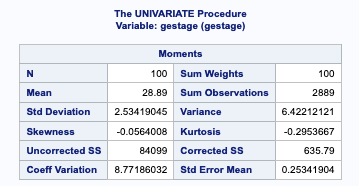 The UNIVARIATE Procedure
Variable: gestage (gestage)
Moments
N 100 Sum Weights 100
Mean 28.89 Sum Observations 2889
Std Deviation 2.53419045 Variance 6.42212121
Skewness -0.0564008 Kurtosis -0.2953667
Uncorrected SS 84099 Corrected SS 635.79
Coeff Variation 8.77186032 Std Error Mean 0.25341904